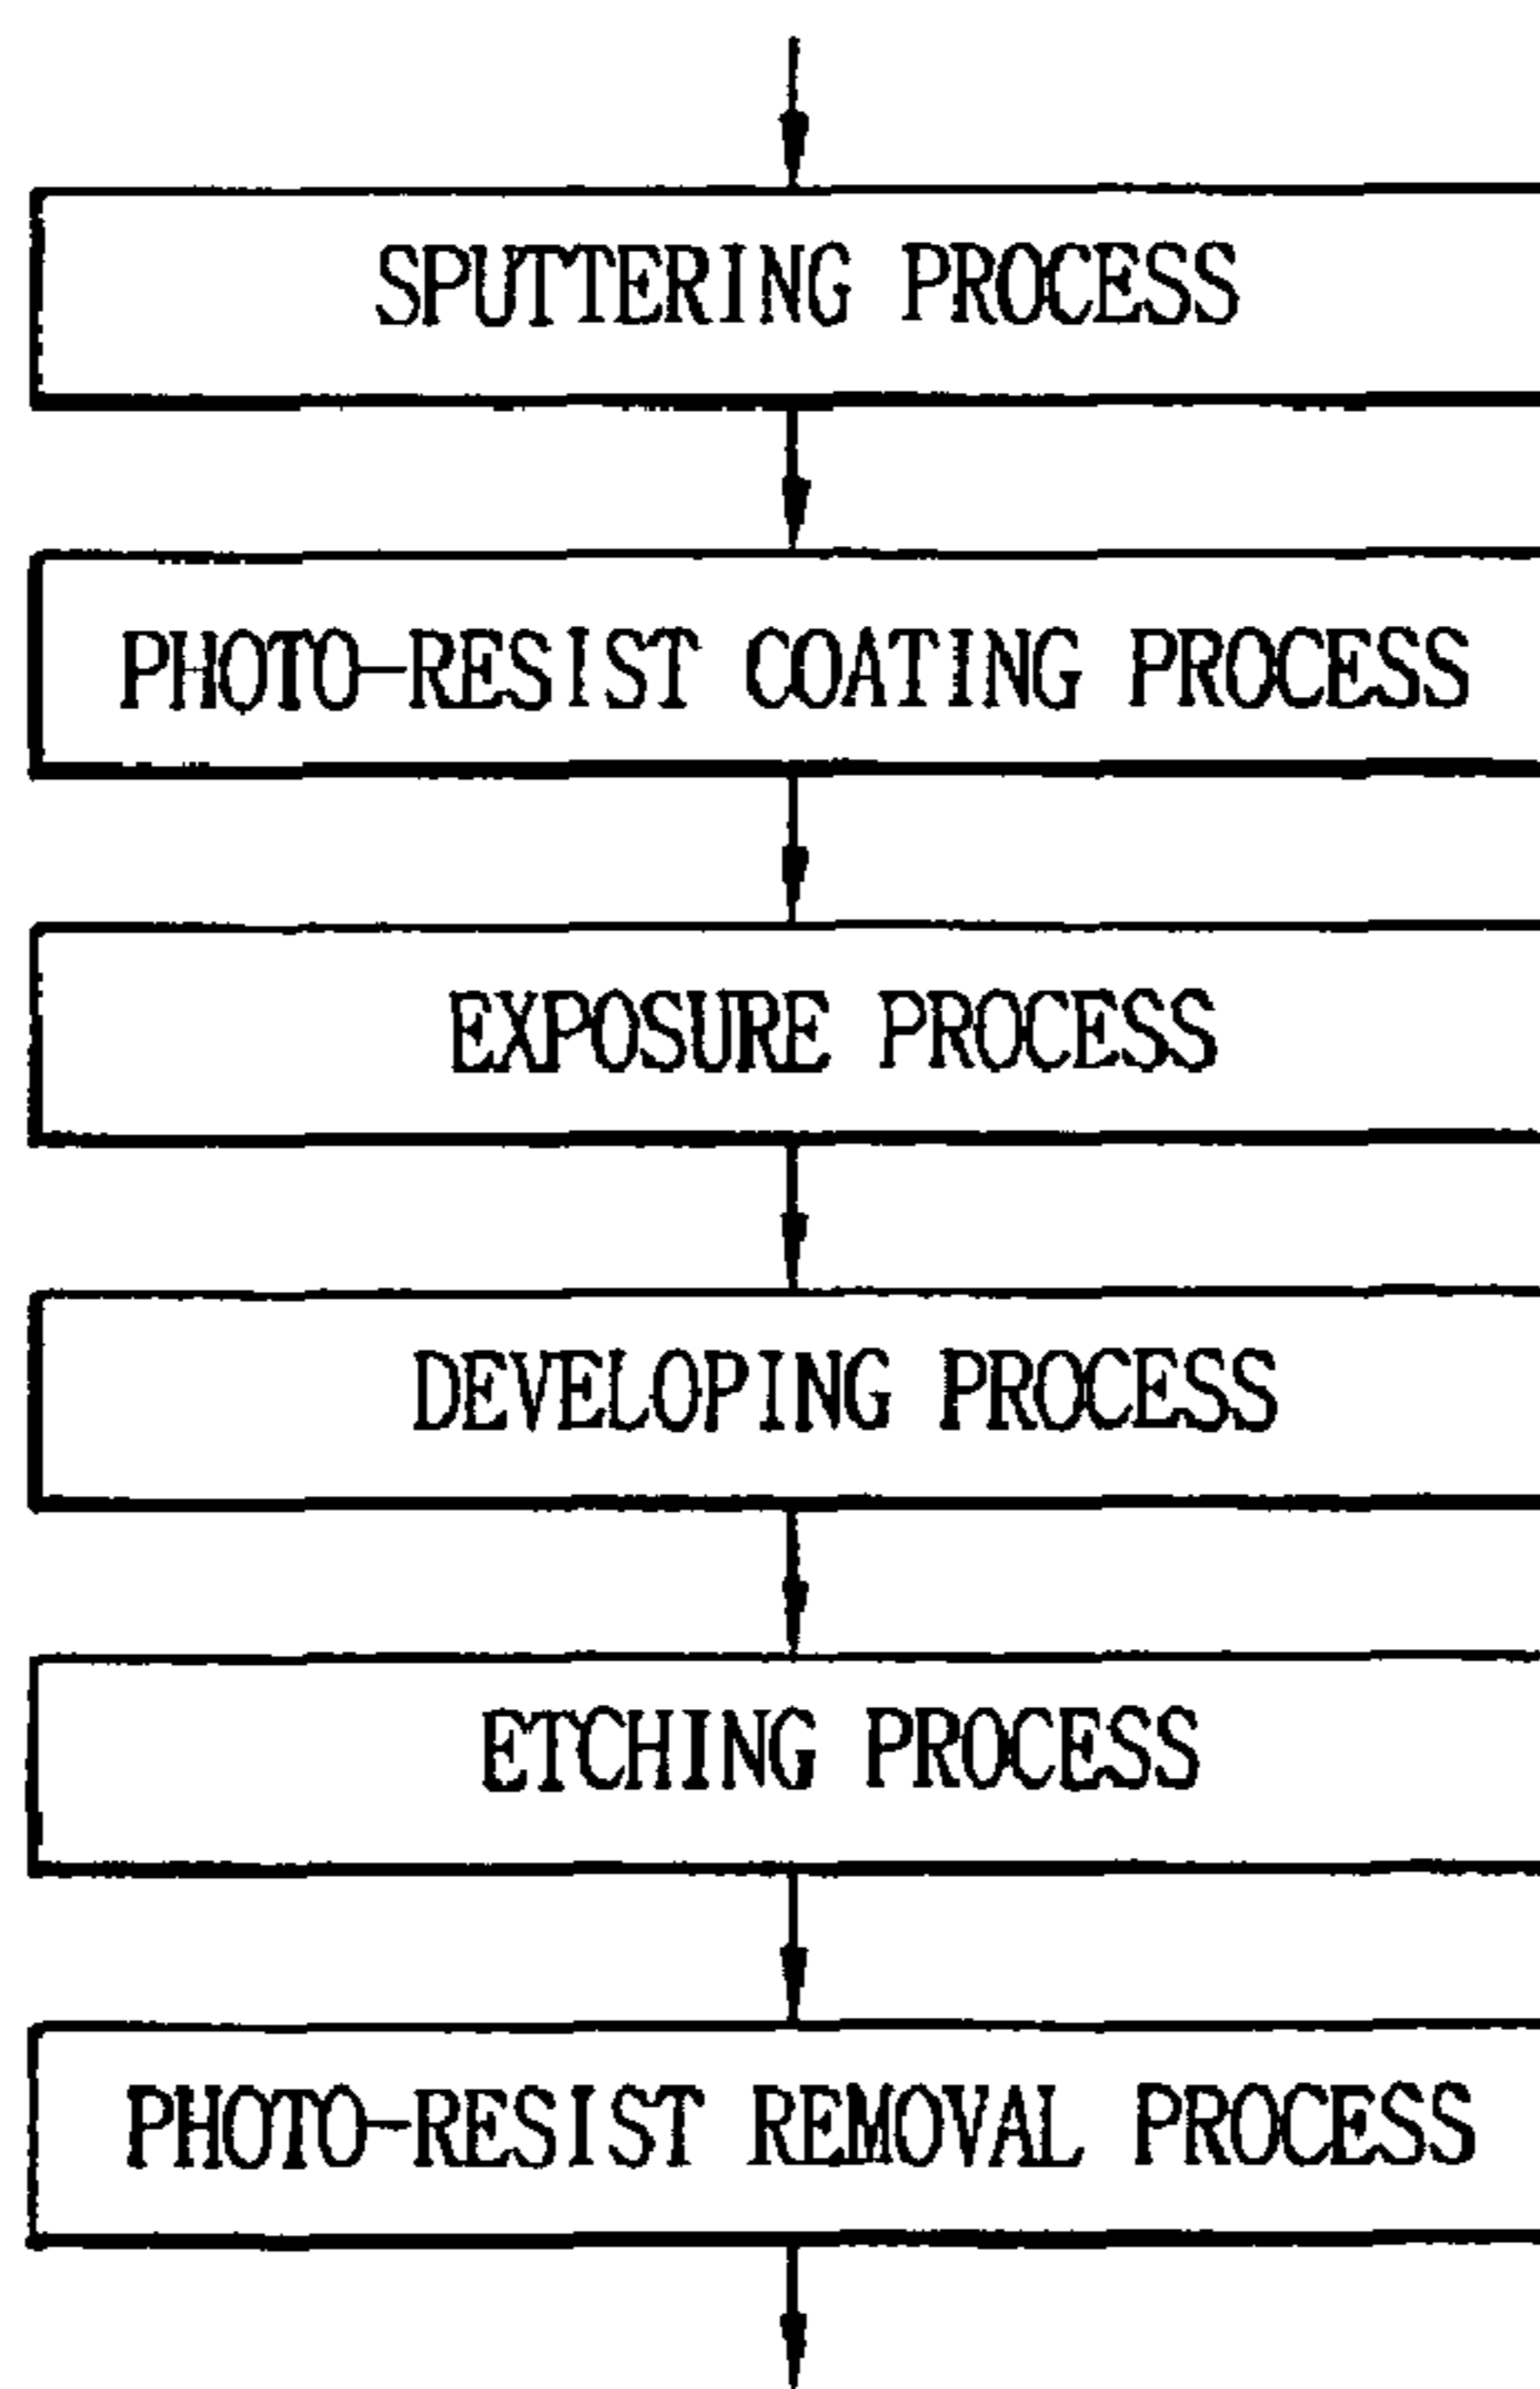 SPUTTERING PROCESS
PHOTO-RESIST COATING PROCESS
EXPOSURE PROCESS
DEVELOPING PROCESS
ETCHING PROCESS
PHOTO-RESIST REMOVAL PROCESS